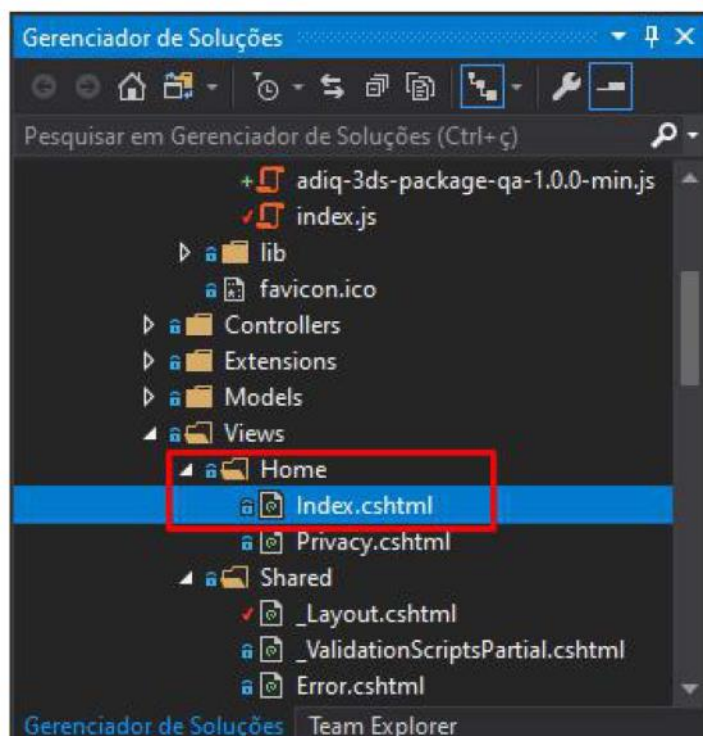 Gerenciador de Soluções
Pesquisar em Gerenciador de Soluções (Ctrl+ç)
adiq-3ds-package-qa-1.0.0-min.js
index.js
lib
favicon.ico
Controllers
Extensions
Models
Views
Home
Index.cshtml
Privacy.cshtml
Shared
_Layout.cshtml
_ValidationScriptsPartial.cshtml
Error.cshtml
Gerenciador de Soluções Team Explorer